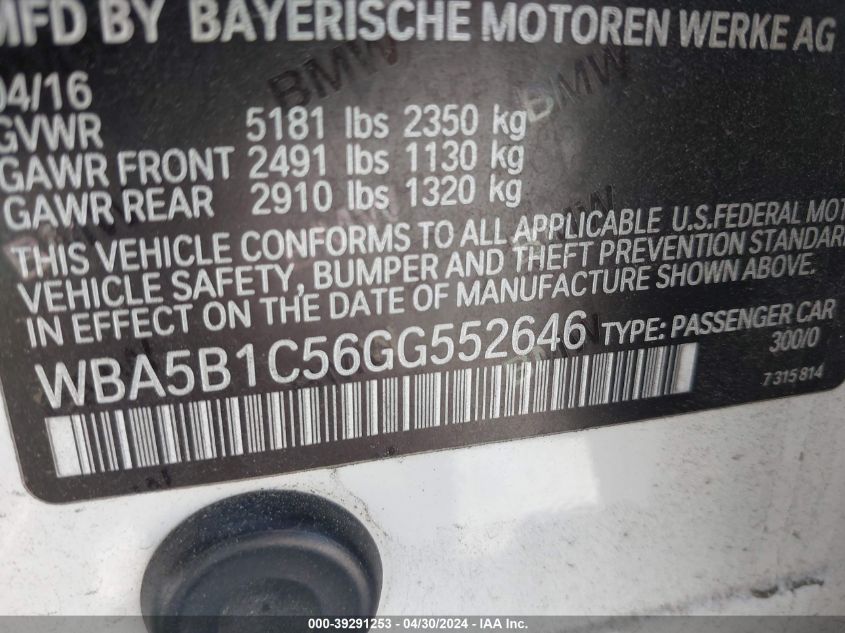 MFD BY BAYERISCHE MOTOREN WERKE AG
04/16
GVWR 5181 lbs 2350 kg
GAWR FRONT 2491 lbs 1130 kg
GAWR REAR 2910 lbs 1320 kg
THIS VEHICLE CONFORMS TO ALL APPLICABLE U.S.FEDERAL MOT
VEHICLE SAFETY, BUMPER AND THEFT PREVENTION STANDAR
IN EFFECT ON THE DATE OF MANUFACTURE SHOWN ABOVE.
WBA5B1C56GG552646 TYPE: PASSENGER CAR
300/0
7315814
BMW
BMW
000-39291253 - 04/30/2024 - IAA Inc.